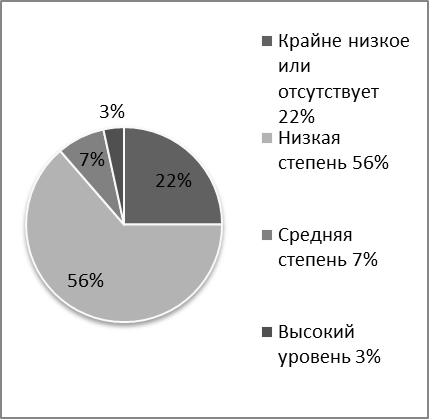 3%
7%
22%
56%
Крайне низкое
или
отсутствует
22%
Низкая
степень 56%
Средняя
степень 7%
Высокий
уровень 3%